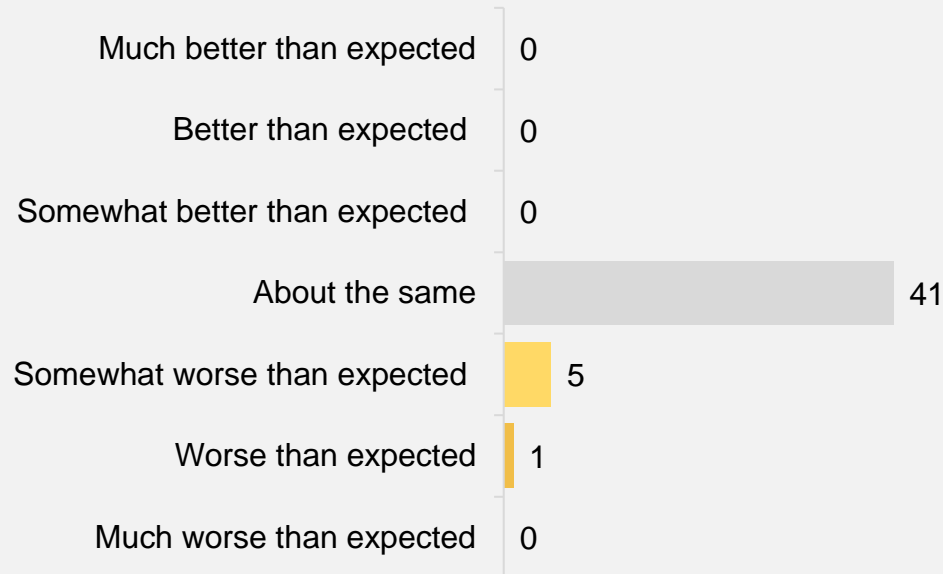 Much better than expected 0
Better than expected 0
Somewhat better than expected 0
About the same 41
Somewhat worse than expected 5
Worse than expected 1
Much worse than expected 0